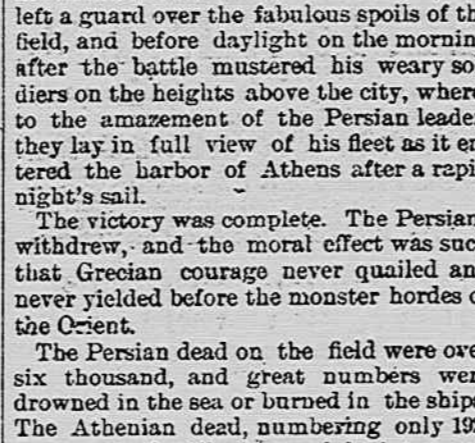 left a guard over the fabulous spoils of th
field, and before daylight on the mornin
after the battle mustered his weary so
diers on the heights above the city, where
to the amazement of the Persian leade
they lay in full view of his fleet as it en
tered the harbor of Athens after a rapi
night's sail.
The victory was complete. The Persian
withdrew, and the moral effect was suc
that Grecian courage never quailed an
never yielded before the monster hordes o
the Orient.
The Persian dead on the field were ove
six thousand, and great numbers wer
drowned in the sea or burned in the ships
The Athenian dead, numbering only 19